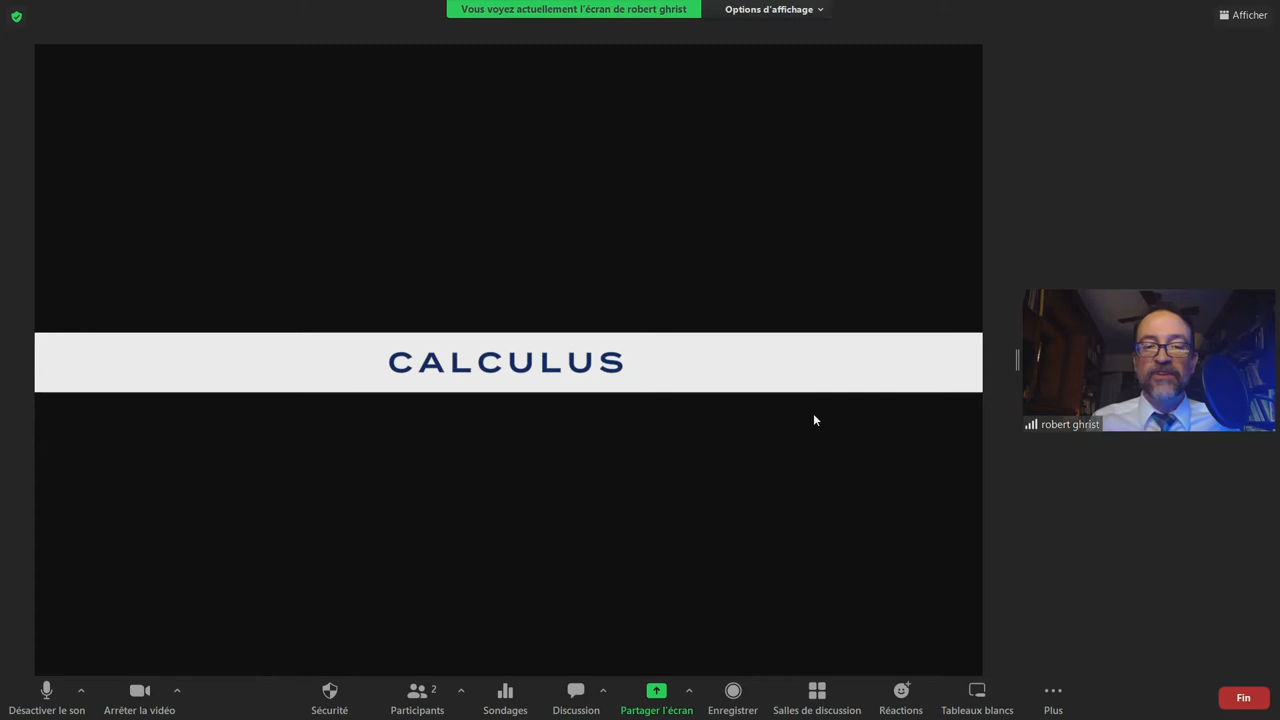 Vous voyez actuellement l'écran de robert ghrist
Options d'affichage
Afficher
CALCULUS
robert ghrist
Désactiver le son
Arrêter la vidéo
Sécurité
2
Participants
Sondages
Discussion
Partager l'écran
Enregistrer
Salles de discussion
Réactions
Tableaux blancs
Plus
Fin